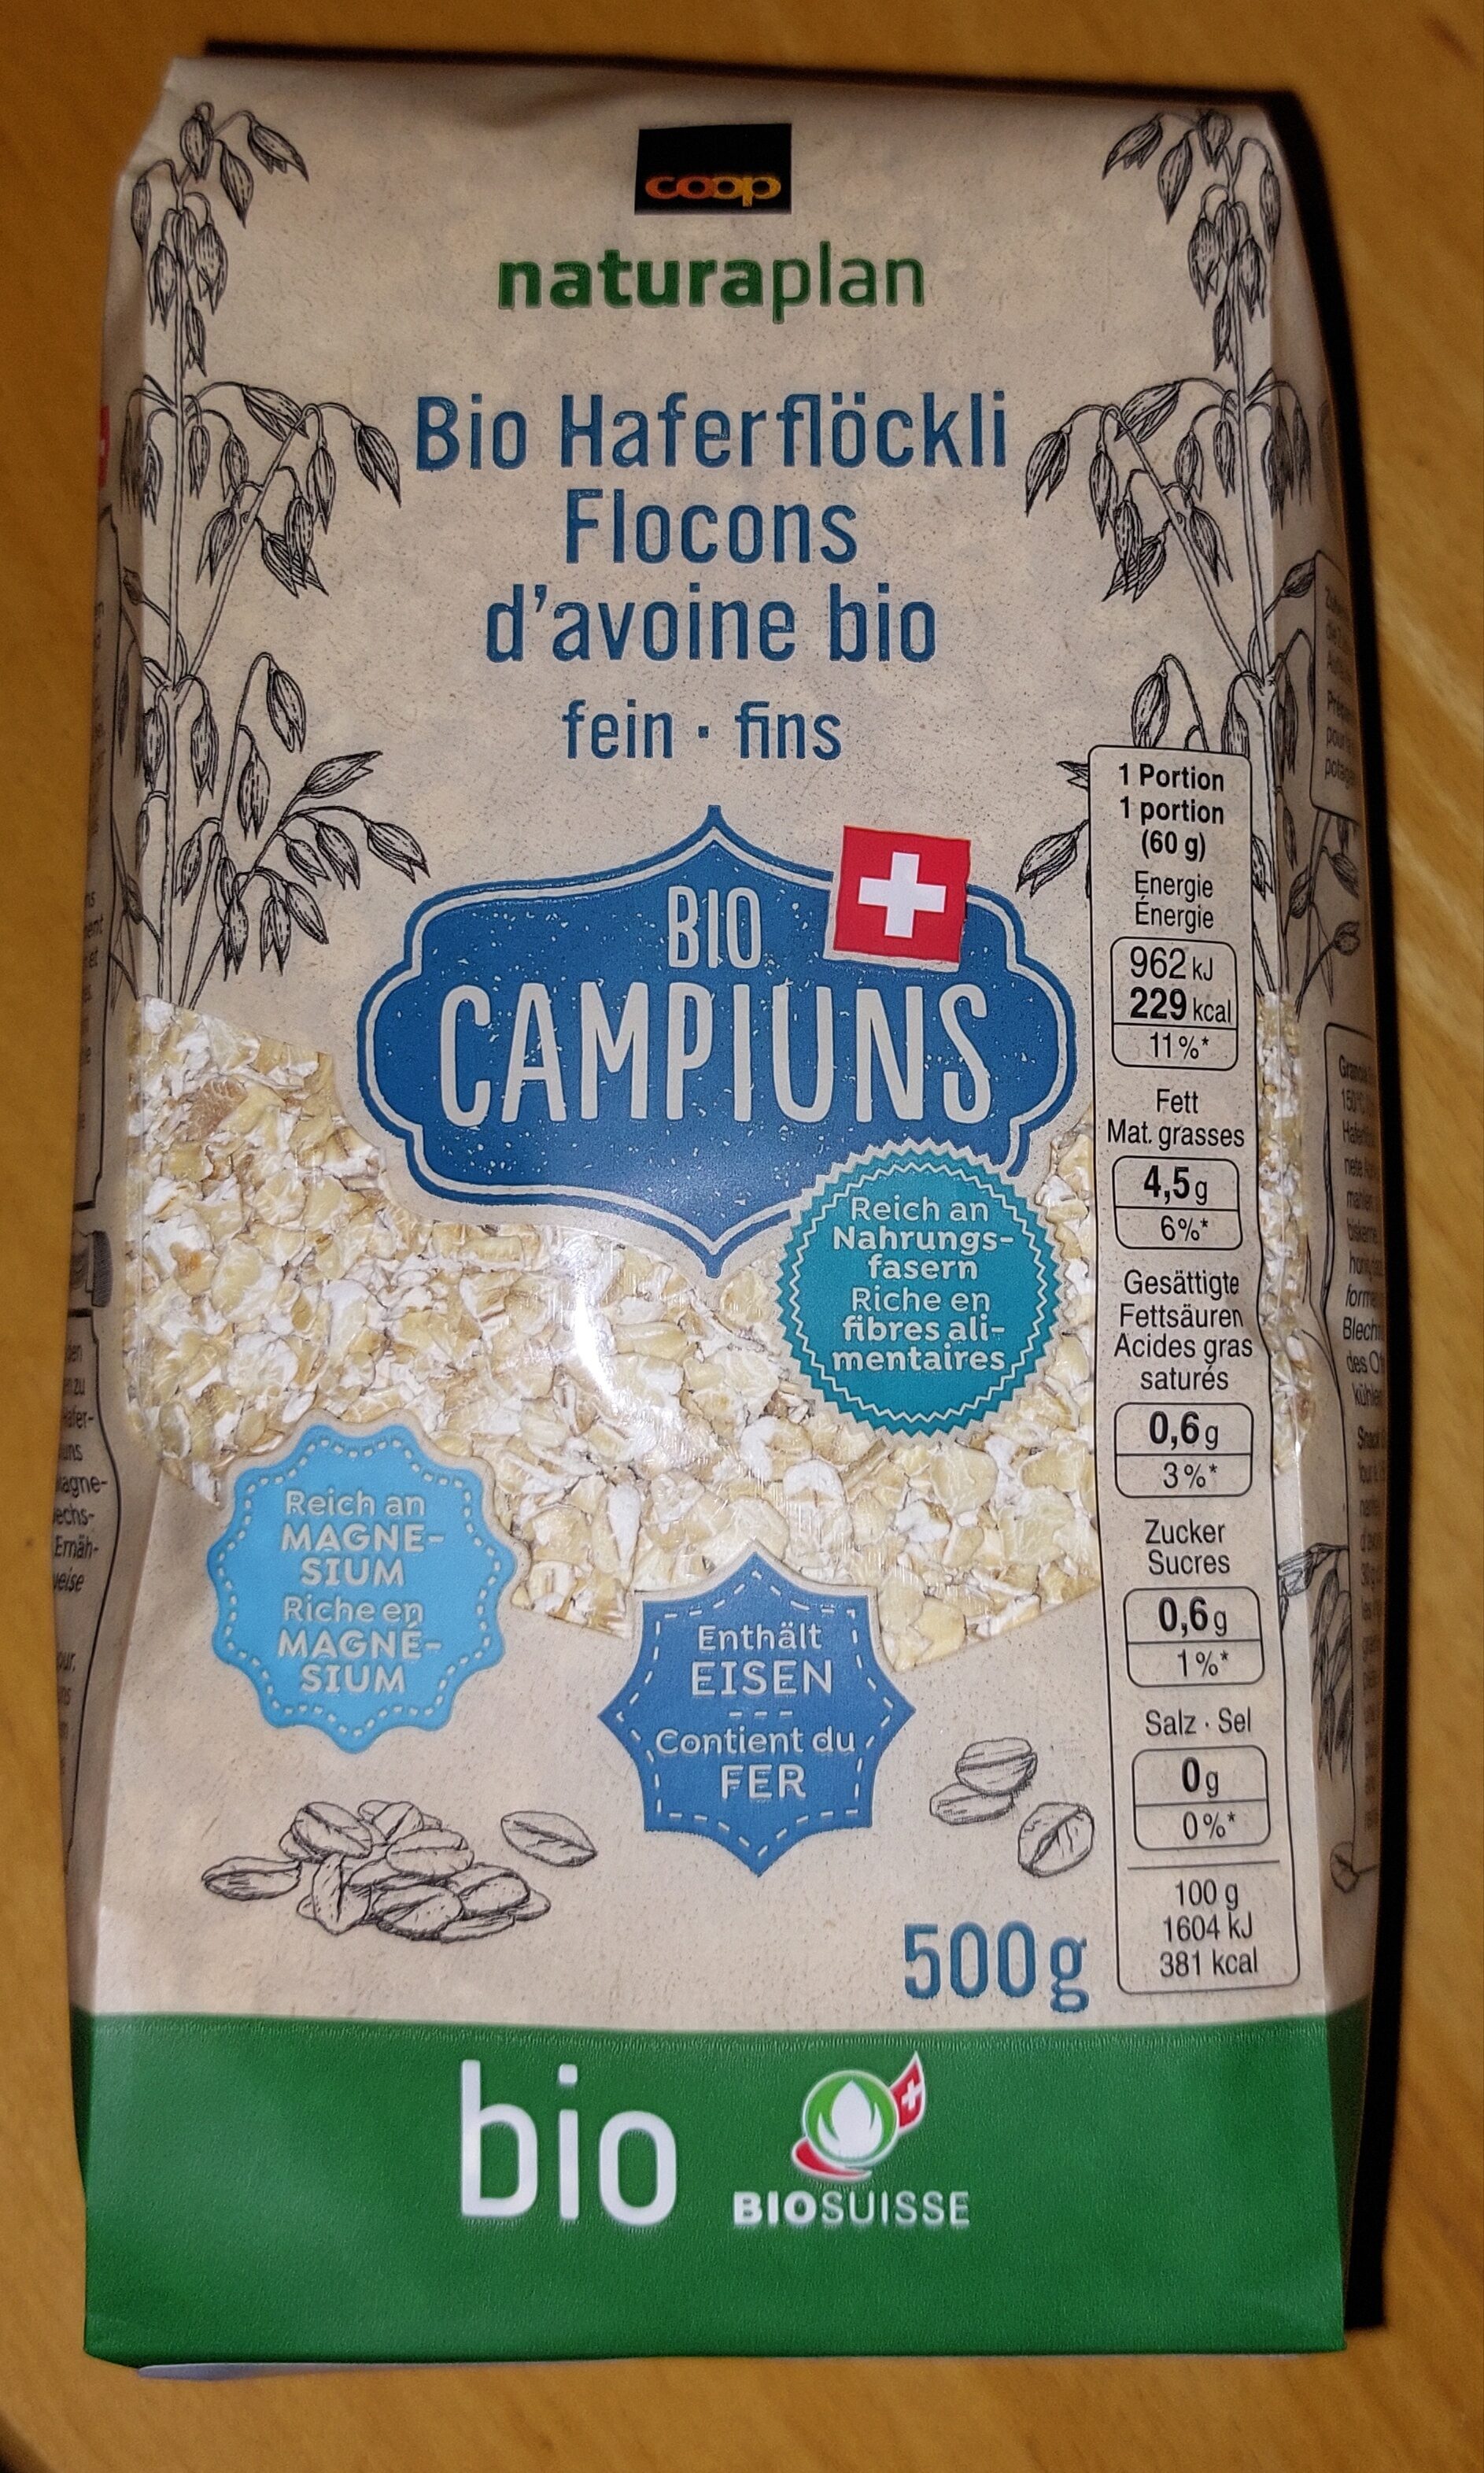 coop
naturaplan
Bio Haferflöckli
Flocons
d'avoine bio
fein · fins
BIO
CAMPIUNS
Reich an
Nahrungs-
fasern
Riche en
fibres ali-
mentaires
Reich an
MAGNE-
SIUM
Riche en
MAGNÉ-
SIUM
Enthält
EISEN
Contient du
FER
1 Portion
1 portion
(60 g)
Energie
Énergie
962 kJ
229 kcal
11%*
Fett
Mat. grasses
4,5g
6%*
Gesättigte
Fettsäuren
Acides gras
saturés
0,6g
3%*
Zucker
Sucres
0,6g
1%*
Salz · Sel
0g
0%*
100 g
1604 kJ
381 kcal
500g
bio
BIOSUISSE